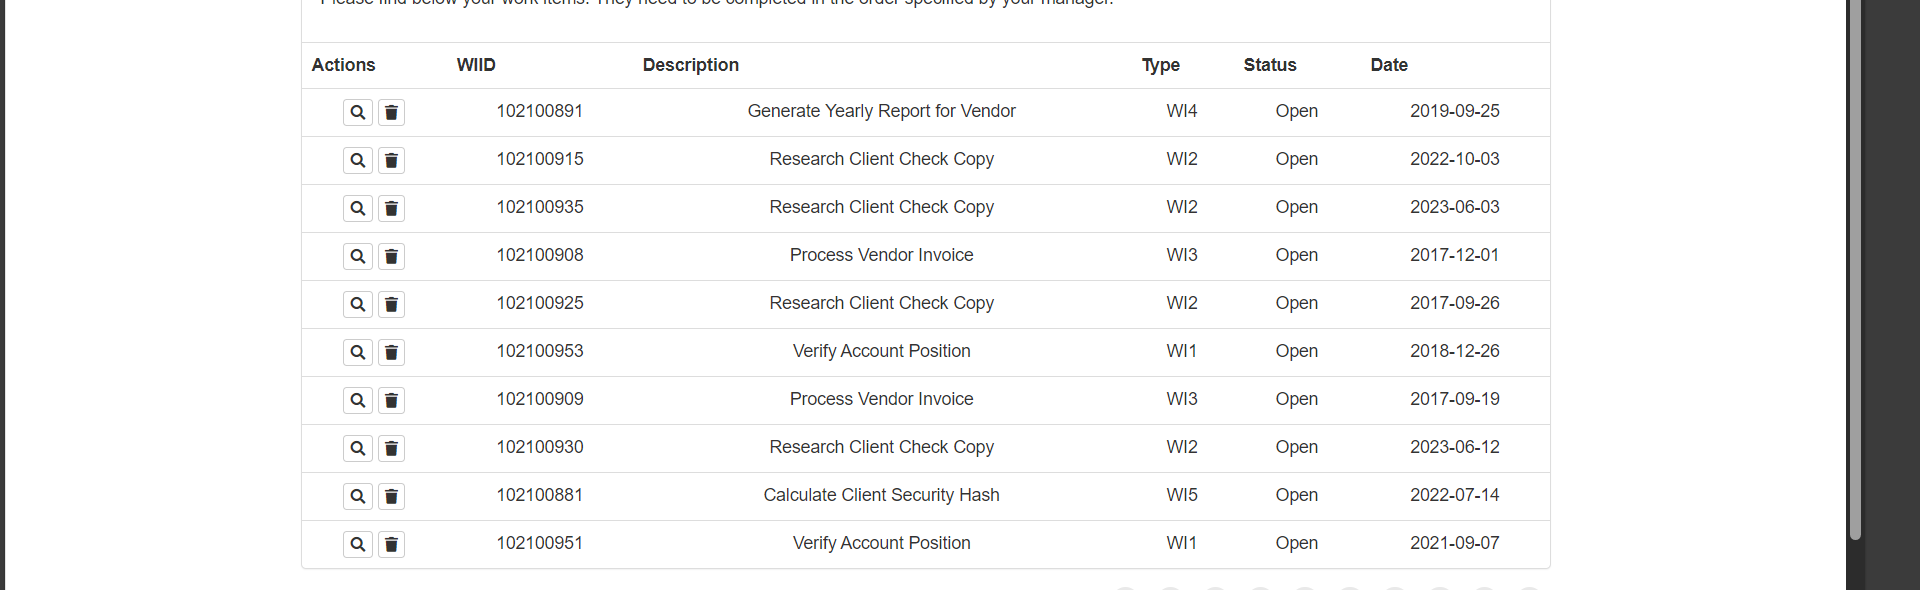 Please find below your work items. They need to be completed in the order specified by your manager.
Actions WIID Description Type Status Date
102100891 Generate Yearly Report for Vendor WI4 Open 2019-09-25
102100915 Research Client Check Copy WI2 Open 2022-10-03
102100935 Research Client Check Copy WI2 Open 2023-06-03
102100908 Process Vendor Invoice WI3 Open 2017-12-01
102100925 Research Client Check Copy WI2 Open 2017-09-26
102100953 Verify Account Position WI1 Open 2018-12-26
102100909 Process Vendor Invoice WI3 Open 2017-09-19
102100930 Research Client Check Copy WI2 Open 2023-06-12
102100881 Calculate Client Security Hash WI5 Open 2022-07-14
102100951 Verify Account Position WI1 Open 2021-09-07